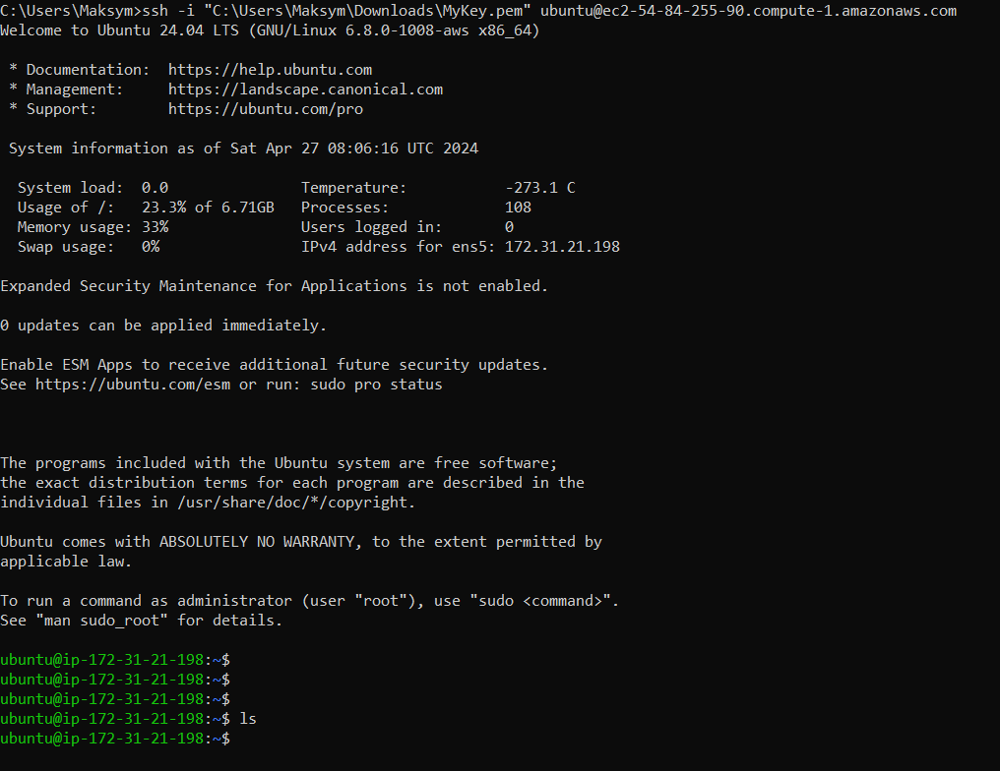 C:\Users\Maksym>ssh -i "C:\Users\Maksym\Downloads\MyKey.pem" ubuntu@ec2-54-84-255-90.compute-1.amazonaws.com
Welcome to Ubuntu 24.04 LTS (GNU/Linux 6.8.0-1008-aws x86_64)
* Documentation:  https://help.ubuntu.com
* Management:     https://landscape.canonical.com
* Support:        https://ubuntu.com/pro
System information as of Sat Apr 27 08:06:16 UTC 2024
System load:  0.0               Temperature:           -273.1 C
Usage of /:   23.3% of 6.71GB   Processes:             108
Memory usage: 33%               Users logged in:       0
Swap usage:   0%                IPv4 address for ens5: 172.31.21.198
Expanded Security Maintenance for Applications is not enabled.
0 updates can be applied immediately.
Enable ESM Apps to receive additional future security updates.
See https://ubuntu.com/esm or run: sudo pro status
The programs included with the Ubuntu system are free software;
the exact distribution terms for each program are described in the
individual files in /usr/share/doc/*/copyright.
Ubuntu comes with ABSOLUTELY NO WARRANTY, to the extent permitted by
applicable law.
To run a command as administrator (user "root"), use "sudo <command>".
See "man sudo_root" for details.
ubuntu@ip-172-31-21-198:~$
ubuntu@ip-172-31-21-198:~$
ubuntu@ip-172-31-21-198:~$
ubuntu@ip-172-31-21-198:~$ ls
ubuntu@ip-172-31-21-198:~$